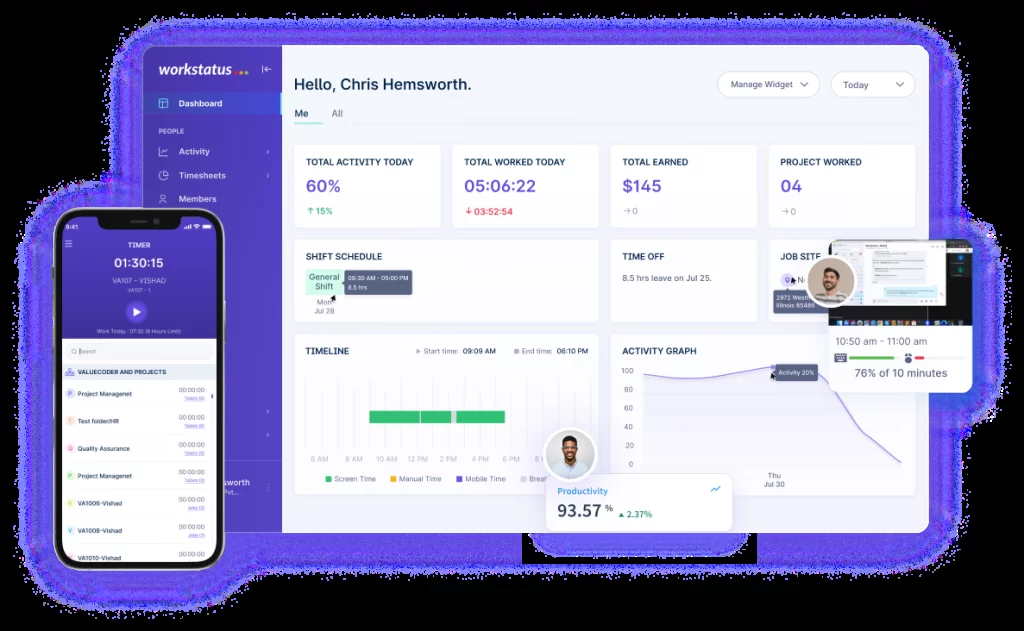 workstatus
Hello, Chris Hemsworth.
Manage Widget
Today
Dashboard
Me
All
PEOPLE
Activity
Timesheets
Members
TOTAL ACTIVITY TODAY
60%
↑ 15%
TOTAL WORKED TODAY
05:06:22
↓ 03:52:54
TOTAL EARNED
$145
→ 0
PROJECT WORKED
04
→ 0
SHIFT SCHEDULE
General
Shift
08:30 AM - 05:00 PM
8.5 hrs
Mon
Jul 28
TIME OFF
8.5 hrs leave on Jul 25.
JOB SITE
Illinois 85486
10:50 am - 11:00 am
76% of 10 minutes
TIMELINE
Start time: 09:09 AM
End time: 06:10 PM
6 AM 8 AM 10 AM 12 PM 2 PM 4 PM 6 PM
Screen Time
Manual Time
Mobile Time
ACTIVITY GRAPH
100
80
60
40
20
0
Activity 20%
Thu
Jul 30
Productivity
93.57 %
▲ 2.37%
9:41
TIMER
01:30:15
VA107 - VISHAD
VA107 - 1
Work Today : 07:30 (8 Hours Limit)
Search
VALUECODER AND PROJECTS
Project Managenet
00:00:00
Test folder/HR
00:00:00
Quality Assurance
00:00:00
Project Managenet
00:00:00
VA1006-Vishad
00:00:00
VA1008-Vishad
00:00:00
VA1010-Vishad
00:00:00